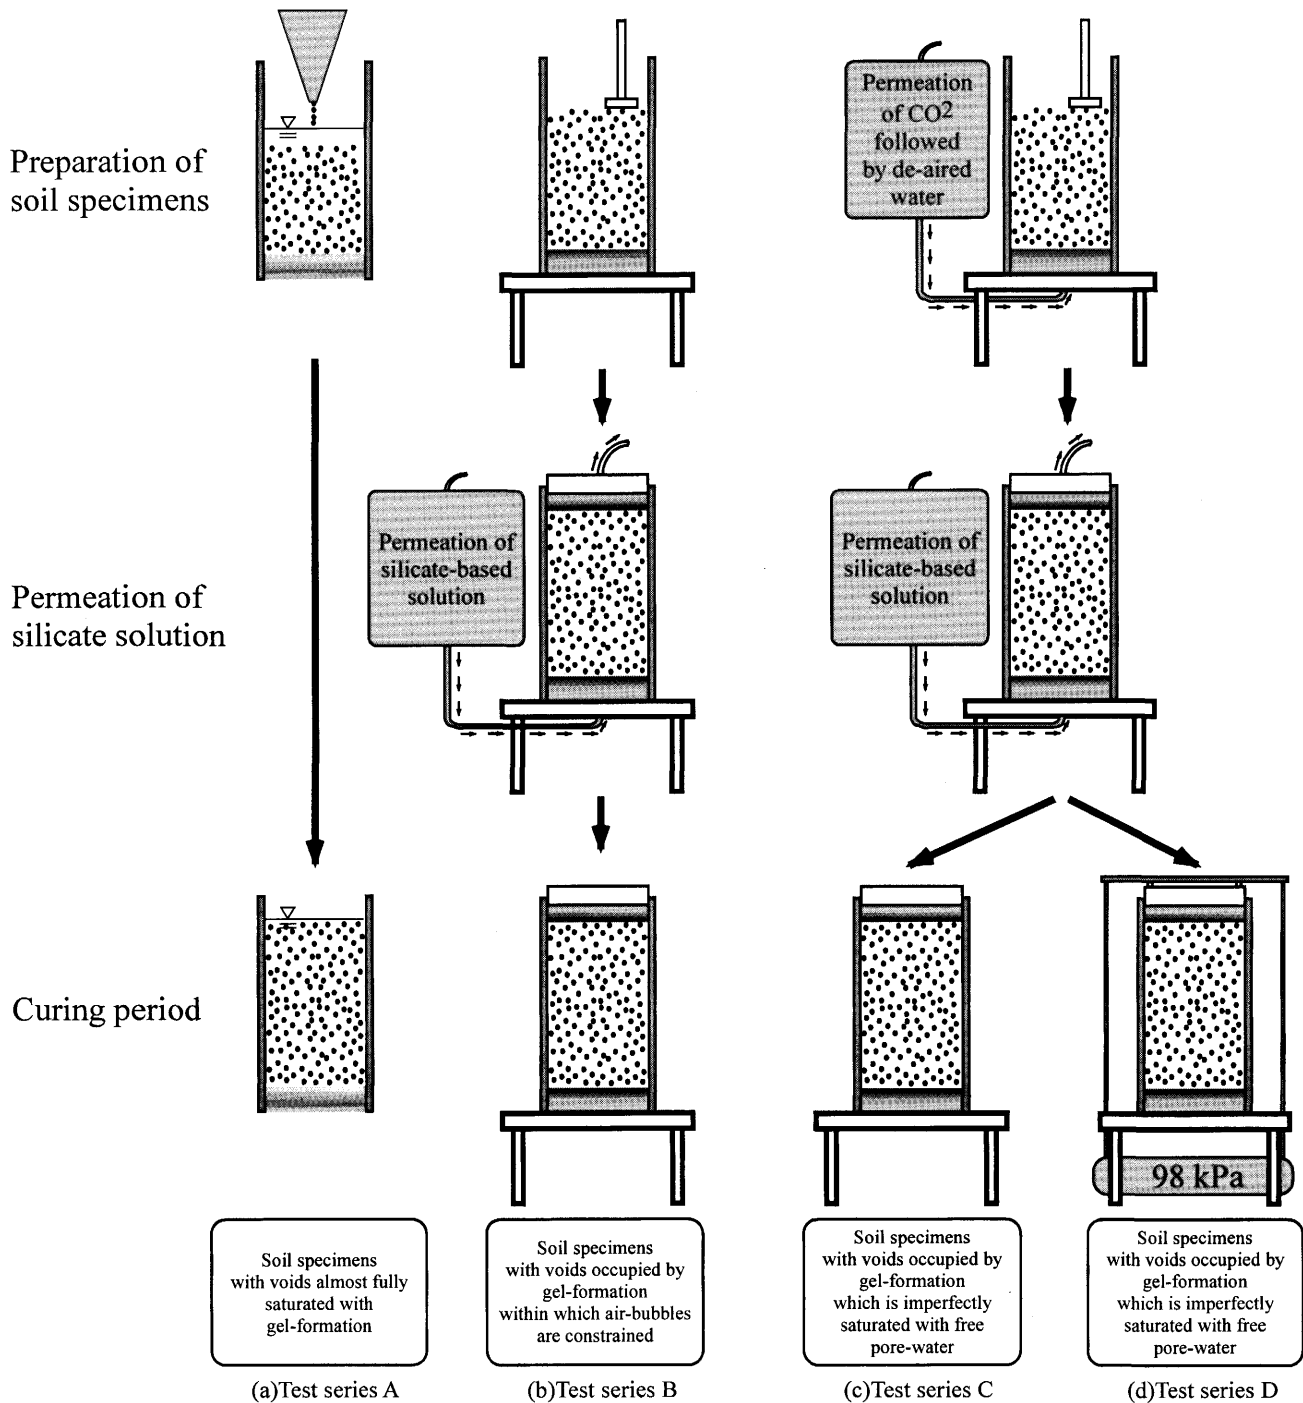 Preparation of
soil specimens
Permeation
of CO2
followed
by de-aired
water
Permeation of
silicate solution
Permeation of
silicate-based
solution
Permeation of
silicate-based
solution
Curing period
98 kPa
Soil specimens
with voids almost fully
saturated with
gel-formation
Soil specimens
with voids occupied by
gel-formation
within which air-bubbles
are constrained
Soil specimens
with voids occupied by
gel-formation
which is imperfectly
saturated with free
pore-water
Soil specimens
with voids occupied by
gel-formation
which is imperfectly
saturated with free
pore-water
(a)Test series A
(b)Test series B
(c)Test series C
(d)Test series D